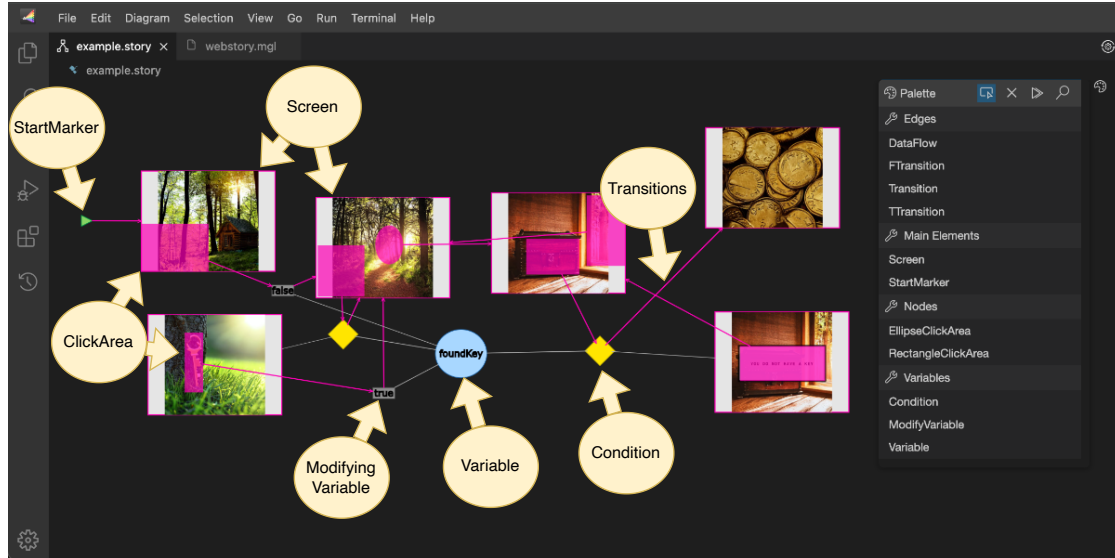 File Edit Diagram Selection View Go Run Terminal Help
example.story webstory.mgl
example.story
StartMarker
Screen
Transitions
ClickArea
false
foundKey
true
Modifying
Variable
Variable
Condition
Palette
Edges
DataFlow
FTransition
Transition
TTransition
Main Elements
Screen
StartMarker
Nodes
EllipseClickArea
RectangleClickArea
Variables
Condition
ModifyVariable
Variable